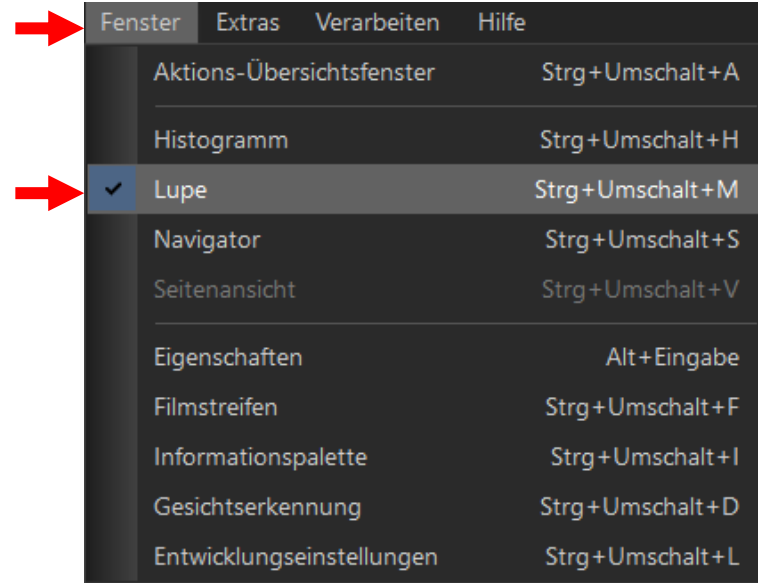 Fenster Extras Verarbeiten Hilfe
Aktions-Übersichtsfenster Strg+Umschalt+A
Histogramm Strg+Umschalt+H
Lupe Strg+Umschalt+M
Navigator Strg+Umschalt+S
Seitenansicht Strg+Umschalt+V
Eigenschaften Alt+Eingabe
Filmstreifen Strg+Umschalt+F
Informationspalette Strg+Umschalt+I
Gesichtserkennung Strg+Umschalt+D
Entwicklungseinstellungen Strg+Umschalt+L